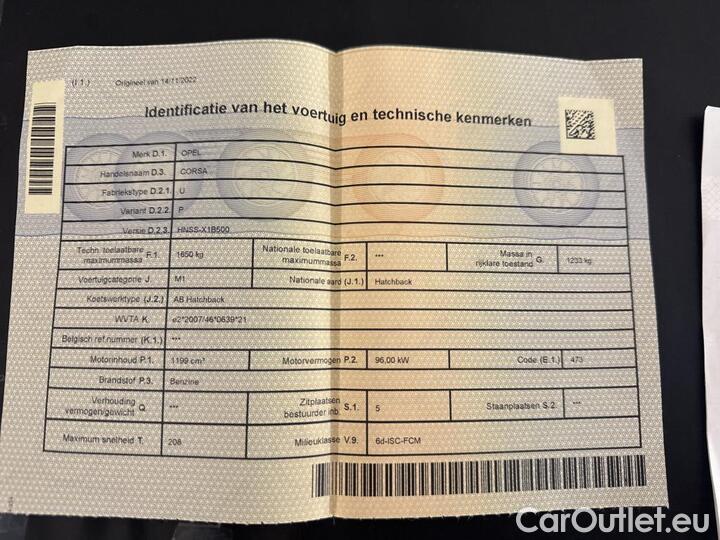 (I.1.) Origineel van 14/11/2022
Identificatie van het voertuig en technische kenmerken
Merk D.1. OPEL
Handelsnaam D.3. CORSA
Fabriekstype D.2.1. U
Variant D.2.2. P
Versie D.2.3. HNSS-X1B500
Techn. toelaatbare maximummassa F.1. 1650 kg Nationale toelaatbare maximummassa F.2. *** Massa in rijklare toestand G. 1233 kg
Voertuigcategorie J. M1 Nationale aard (J.1.) Hatchback
Koetswerktype (J.2.) AB Hatchback
WVTA K. e2*2007/46*0639*21
Belgisch ref.nummer (K.1.) ***
Motorinhoud P.1. 1199 cm³ Motorvermogen P.2. 96,00 kW Code (E.1.) 473
Brandstof P.3. Benzine
Verhouding vermogen/gewicht Q. *** Zitplaatsen bestuurder inb. S.1. 5 Staanplaatsen S.2. ***
Maximum snelheid T. 208 Milieuklasse V.9. 6d-ISC-FCM
CarOutlet.eu